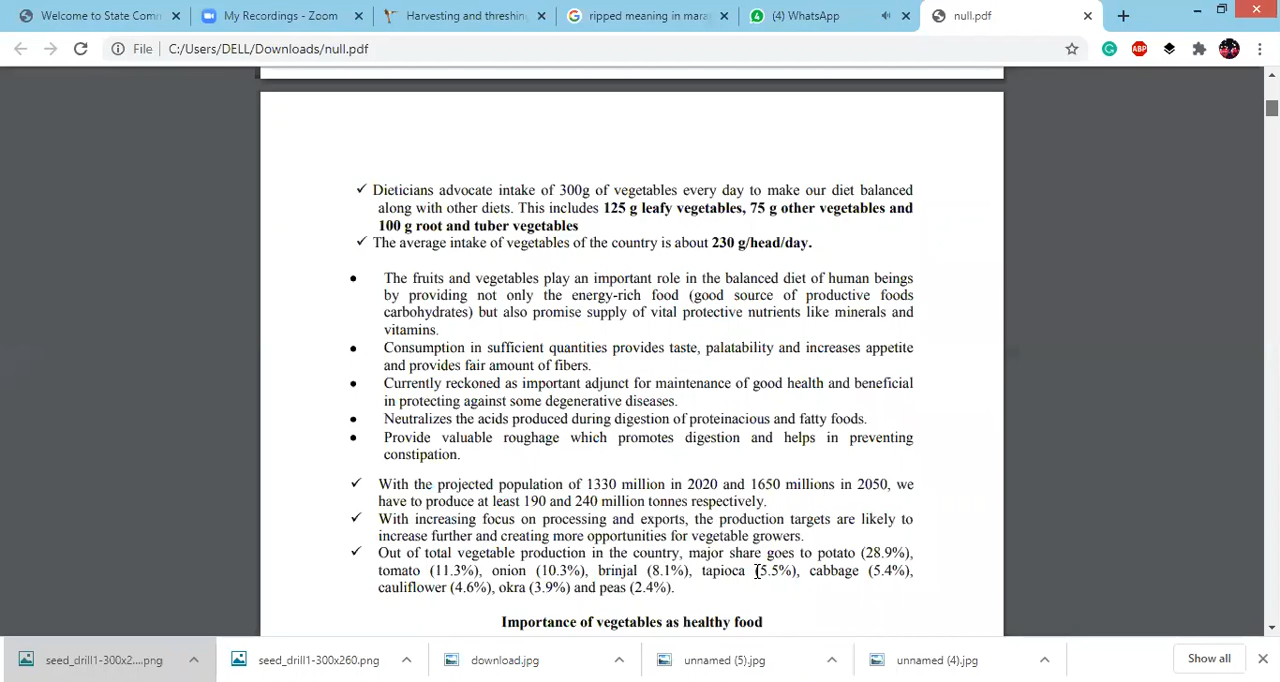 Welcome to State Comm
My Recordings - Zoom
Harvesting and threshin
ripped meaning in mara
(4) WhatsApp
null.pdf
File
C:/Users/DELL/Downloads/null.pdf
ABP
✓ Dieticians advocate intake of 300g of vegetables every day to make our diet balanced
along with other diets. This includes 125 g leafy vegetables, 75 g other vegetables and
100 g root and tuber vegetables
✓ The average intake of vegetables of the country is about 230 g/head/day.
• The fruits and vegetables play an important role in the balanced diet of human beings
by providing not only the energy-rich food (good source of productive foods
carbohydrates) but also promise supply of vital protective nutrients like minerals and
vitamins.
• Consumption in sufficient quantities provides taste, palatability and increases appetite
and provides fair amount of fibers.
• Currently reckoned as important adjunct for maintenance of good health and beneficial
in protecting against some degenerative diseases.
• Neutralizes the acids produced during digestion of proteinacious and fatty foods.
• Provide valuable roughage which promotes digestion and helps in preventing
constipation.
✓ With the projected population of 1330 million in 2020 and 1650 millions in 2050, we
have to produce at least 190 and 240 million tonnes respectively.
✓ With increasing focus on processing and exports, the production targets are likely to
increase further and creating more opportunities for vegetable growers.
✓ Out of total vegetable production in the country, major share goes to potato (28.9%),
tomato (11.3%), onion (10.3%), brinjal (8.1%), tapioca (5.5%), cabbage (5.4%),
cauliflower (4.6%), okra (3.9%) and peas (2.4%).
Importance of vegetables as healthy food
seed_drill1-300x2....png
seed_drill1-300x260.png
download.jpg
unnamed (5).jpg
unnamed (4).jpg
Show all